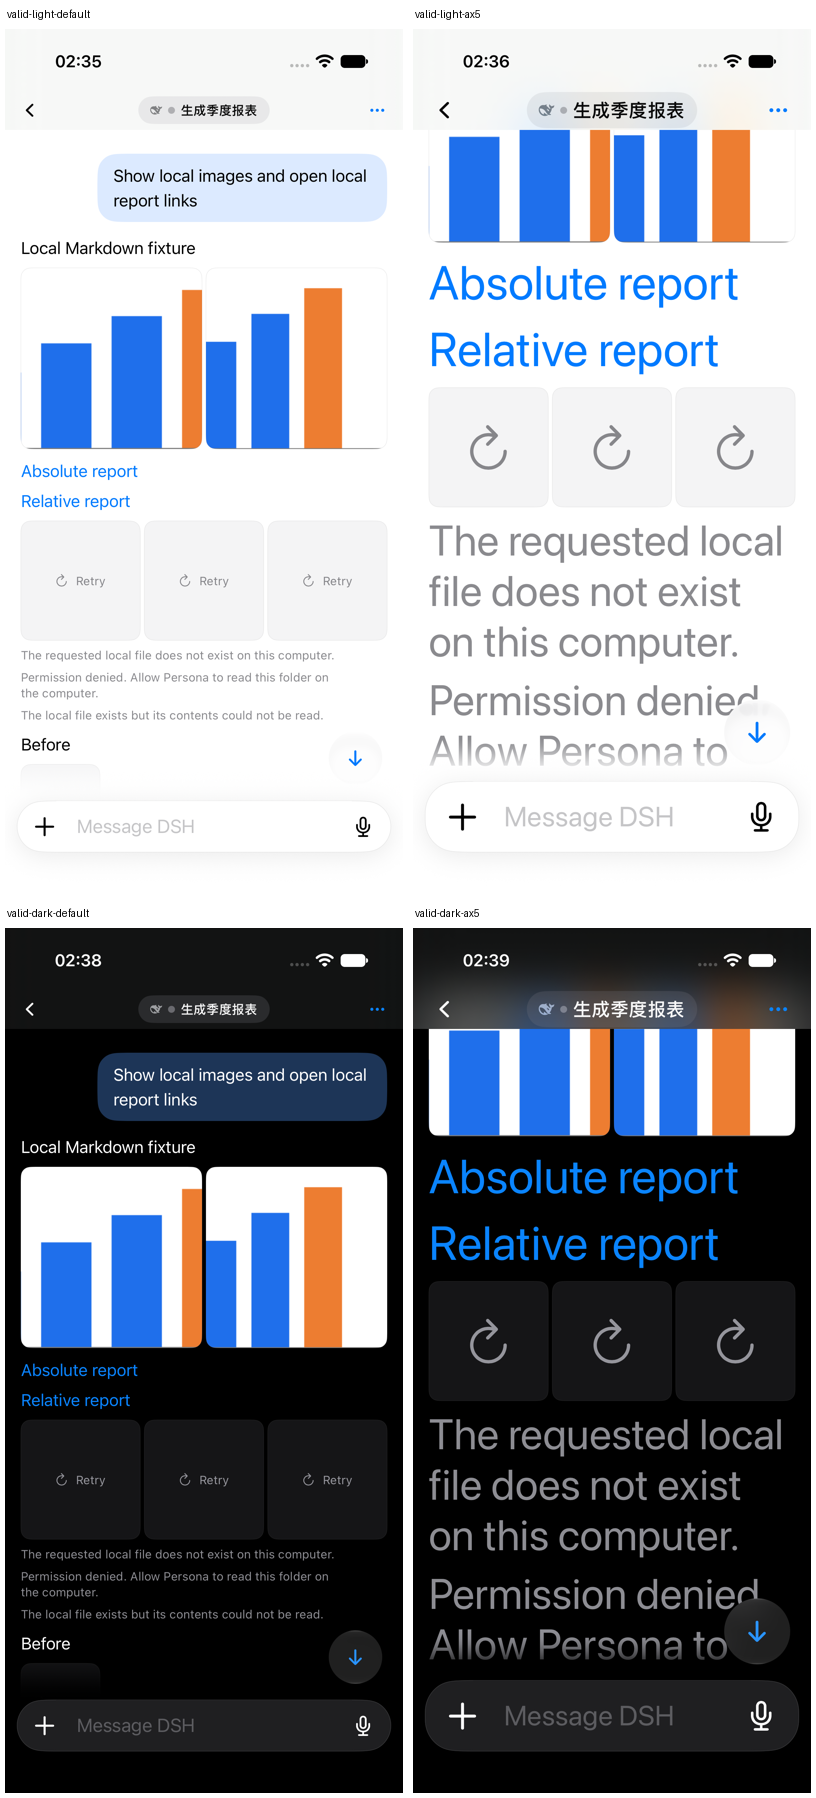 valid-light-default
02:35
生成季度报表
Show local images and open local
report links
Local Markdown fixture
Absolute report
Relative report
Retry
Retry
Retry
The requested local file does not exist on this computer.
Permission denied. Allow Persona to read this folder on
the computer.
The local file exists but its contents could not be read.
Before
Message DSH
valid-light-ax5
02:36
生成季度报表
Absolute report
Relative report
The requested local
file does not exist
on this computer.
Permission denied.
Allow Persona to
Message DSH
valid-dark-default
02:38
生成季度报表
Show local images and open local
report links
Local Markdown fixture
Absolute report
Relative report
Retry
Retry
Retry
The requested local file does not exist on this computer.
Permission denied. Allow Persona to read this folder on
the computer.
The local file exists but its contents could not be read.
Before
Message DSH
valid-dark-ax5
02:39
生成季度报表
Absolute report
Relative report
The requested local
file does not exist
on this computer.
Permission denied
Allow Persona to
Message DSH